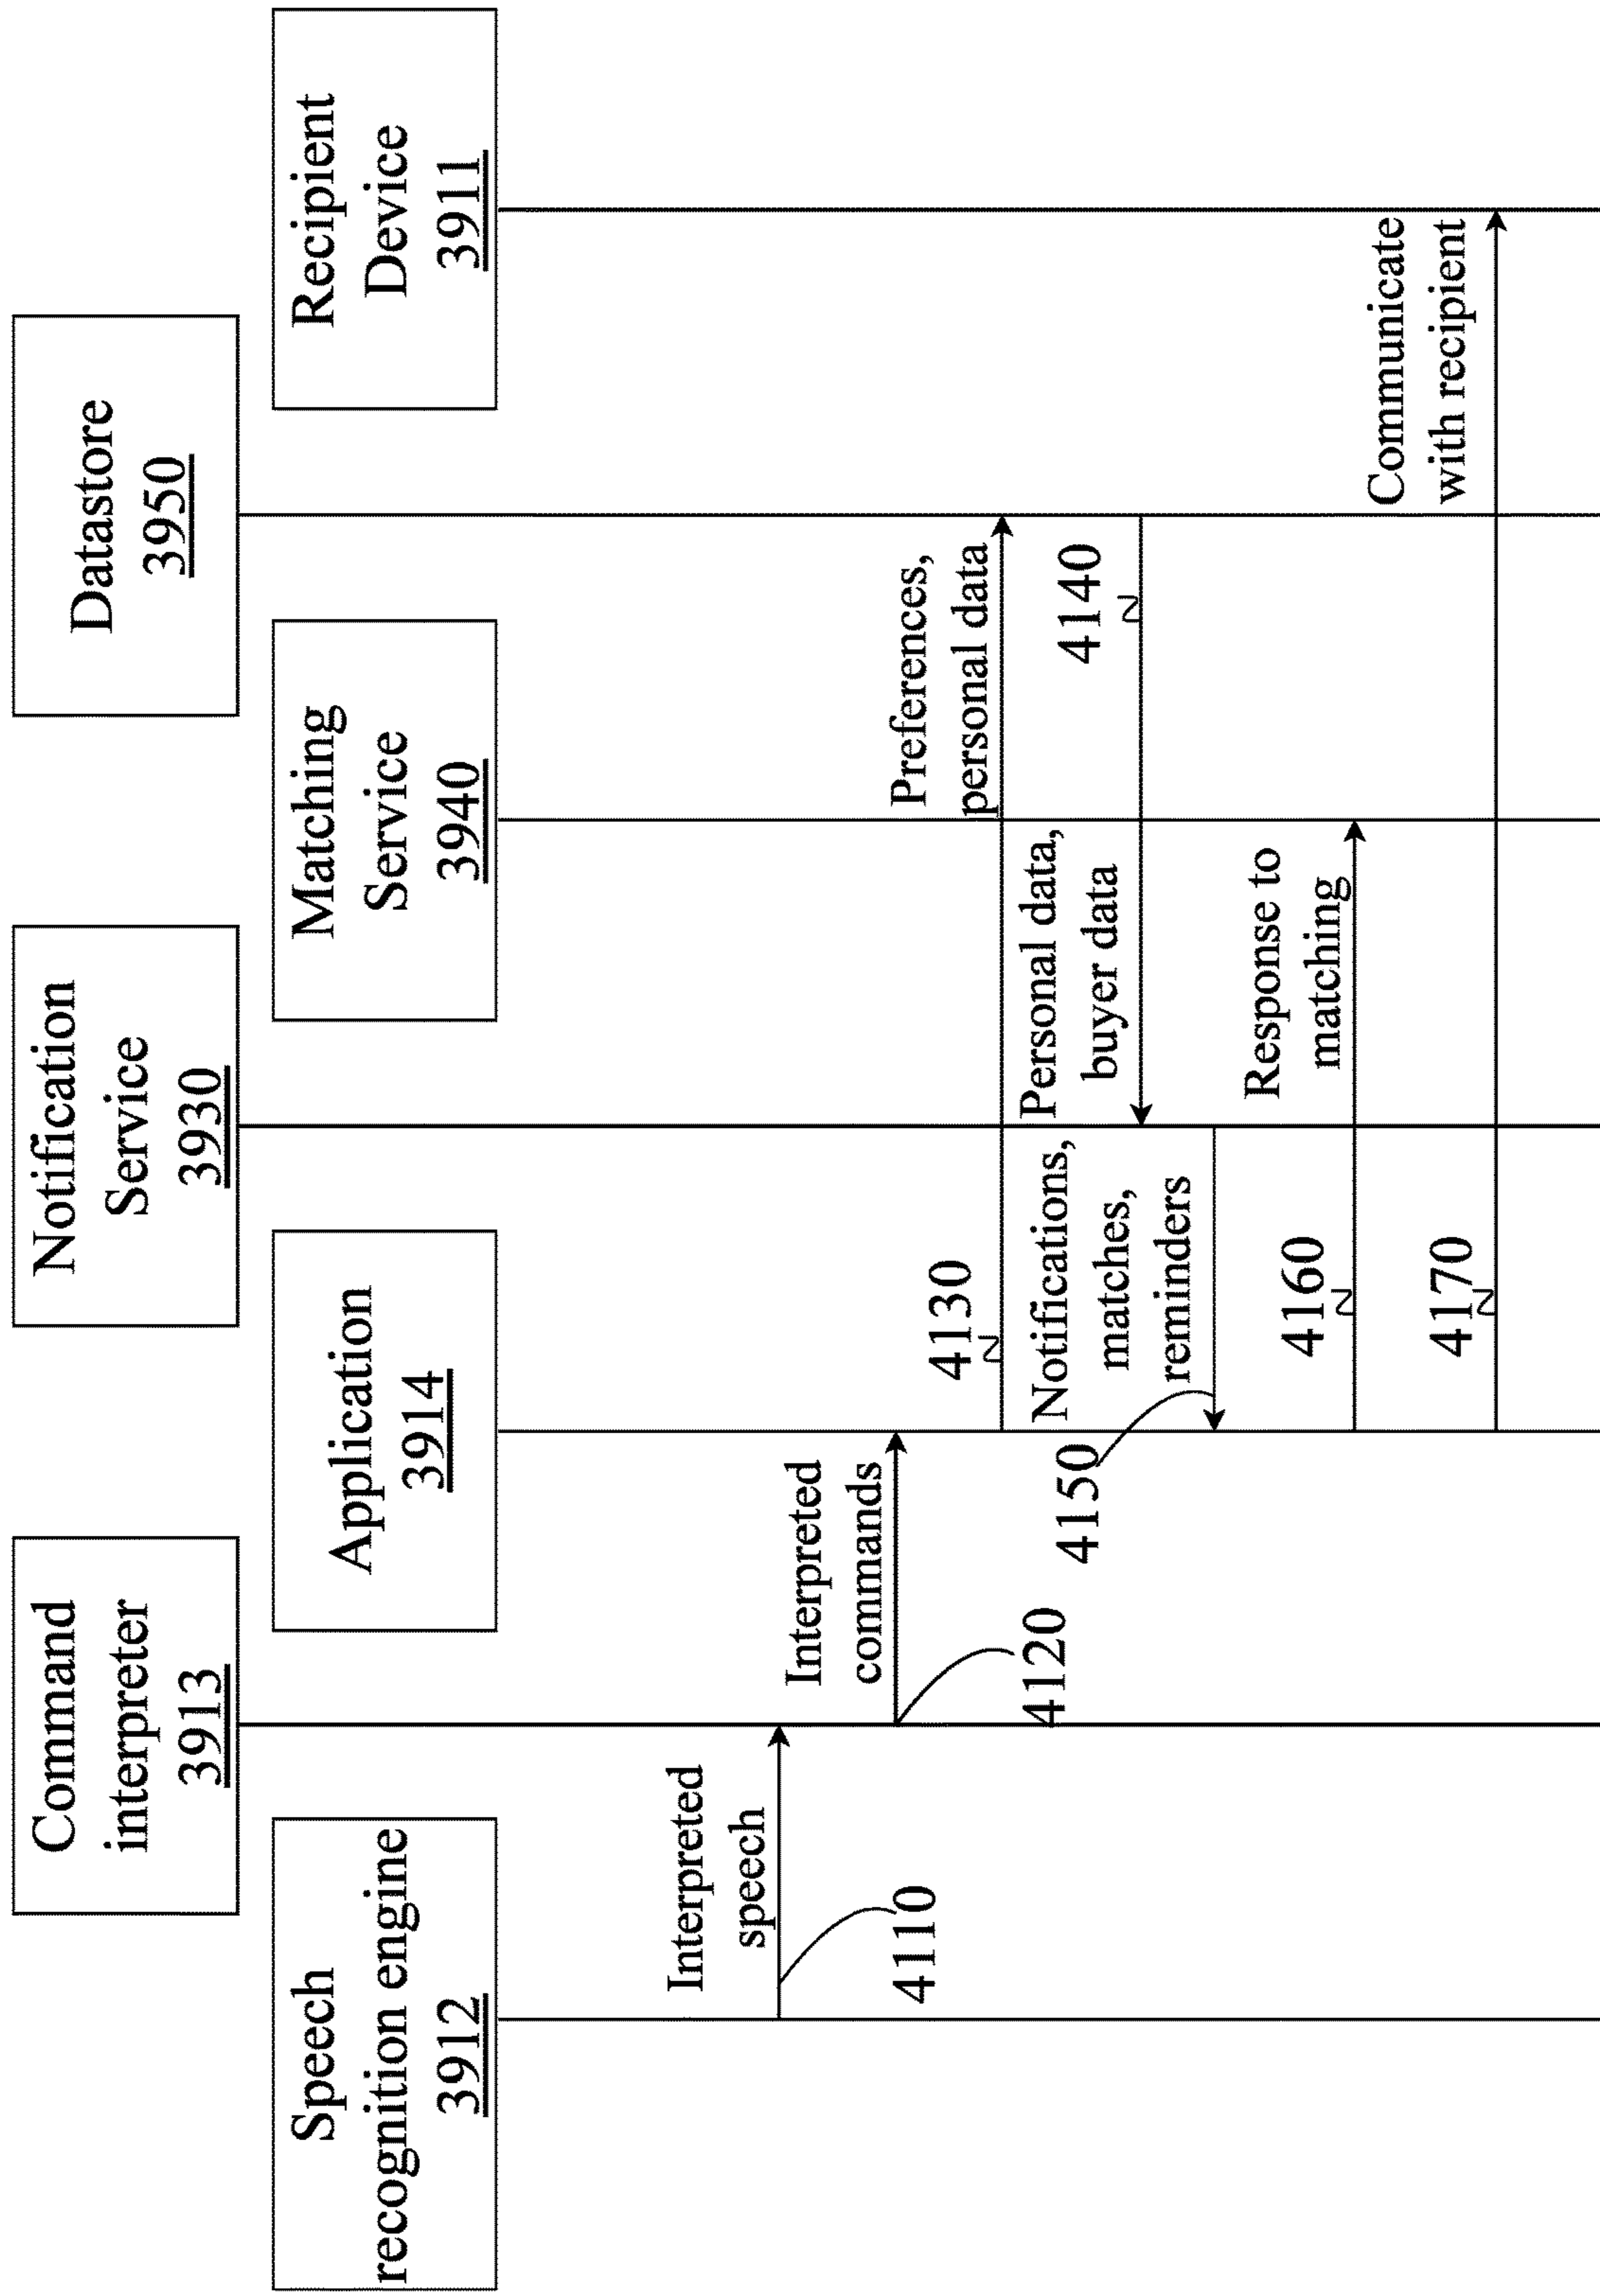 Command
interpreter
3913
Notification
Service
3930
Datastore
3950
Speech
recognition engine
3912
Application
3914
Matching
Service
3940
Recipient
Device
3911
Interpreted
speech
4110
Interpreted
commands
4120
Preferences,
personal data
4130
Personal data,
buyer data
4140
Notifications,
matches,
reminders
4150
Response to
matching
4160
Communicate
with recipient
4170